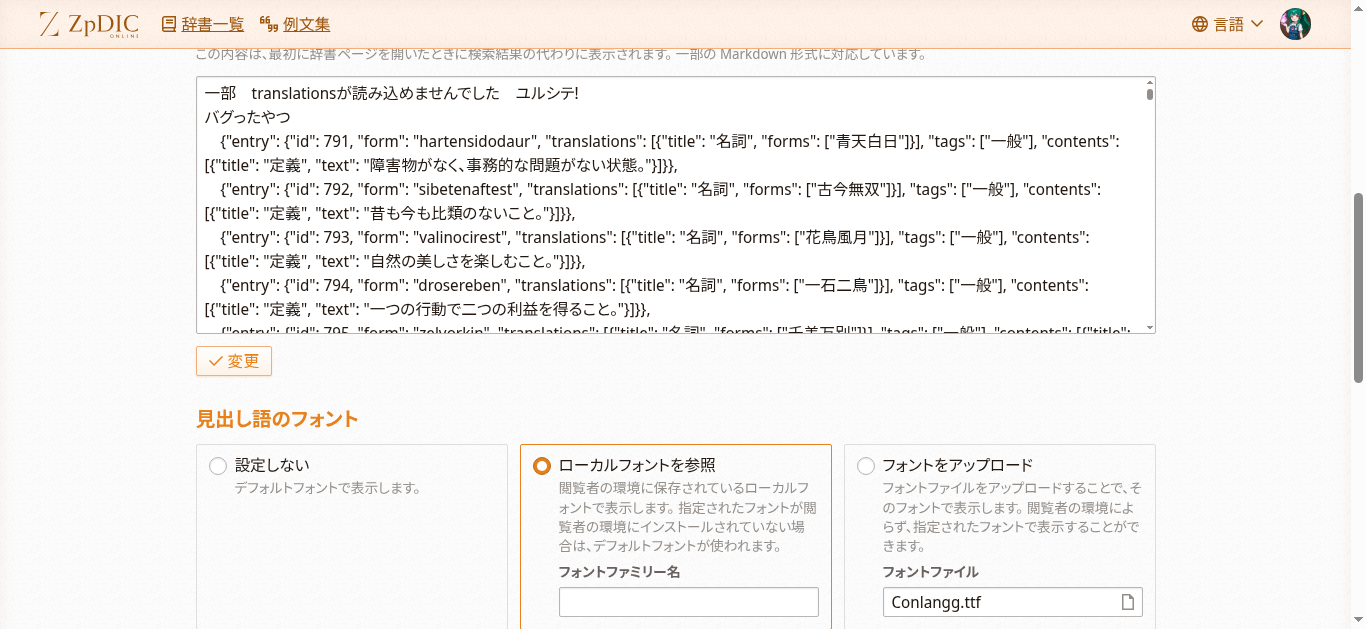 ZpDIC
ONLINE
辞書一覧
例文集
言語
この内容は、最初に辞書ページを開いたときに検索結果の代わりに表示されます。一部の Markdown 形式に対応しています。
一部　translationsが読み込めませんでした　ユルシテ!
バグったやつ
{"entry": {"id": 791, "form": "hartensidodaur", "translations": [{"title": "名詞", "forms": ["青天白日"]}], "tags": ["一般"], "contents":
[{"title": "定義", "text": "障害物がなく、事務的な問題がない状態。"}]}},
{"entry": {"id": 792, "form": "sibetenaftest", "translations": [{"title": "名詞", "forms": ["古今無双"]}], "tags": ["一般"], "contents":
[{"title": "定義", "text": "昔も今も比類のないこと。"}]}},
{"entry": {"id": 793, "form": "valinocirest", "translations": [{"title": "名詞", "forms": ["花鳥風月"]}], "tags": ["一般"], "contents":
[{"title": "定義", "text": "自然の美しさを楽しむこと。"}]}},
{"entry": {"id": 794, "form": "drosereben", "translations": [{"title": "名詞", "forms": ["一石二鳥"]}], "tags": ["一般"], "contents":
[{"title": "定義", "text": "一つの行動で二つの利益を得ること。"}]}},
{"entry": {"id": 795, "form": "zelverkin", "translations": [{"title": "名詞", "forms": ["千差万別"]}], "tags": ["一般"], "contents": [{"title":
変更
見出し語のフォント
設定しない
デフォルトフォントで表示します。
ローカルフォントを参照
閲覧者の環境に保存されているローカルフ
ォントで表示します。指定されたフォントが閲
覧者の環境にインストールされていない場
合は、デフォルトフォントが使われます。
フォントファミリー名
フォントをアップロード
フォントファイルをアップロードすることで、そ
のフォントで表示します。閲覧者の環境によ
らず、指定されたフォントで表示することがで
きます。
フォントファイル
Conlangg.ttf